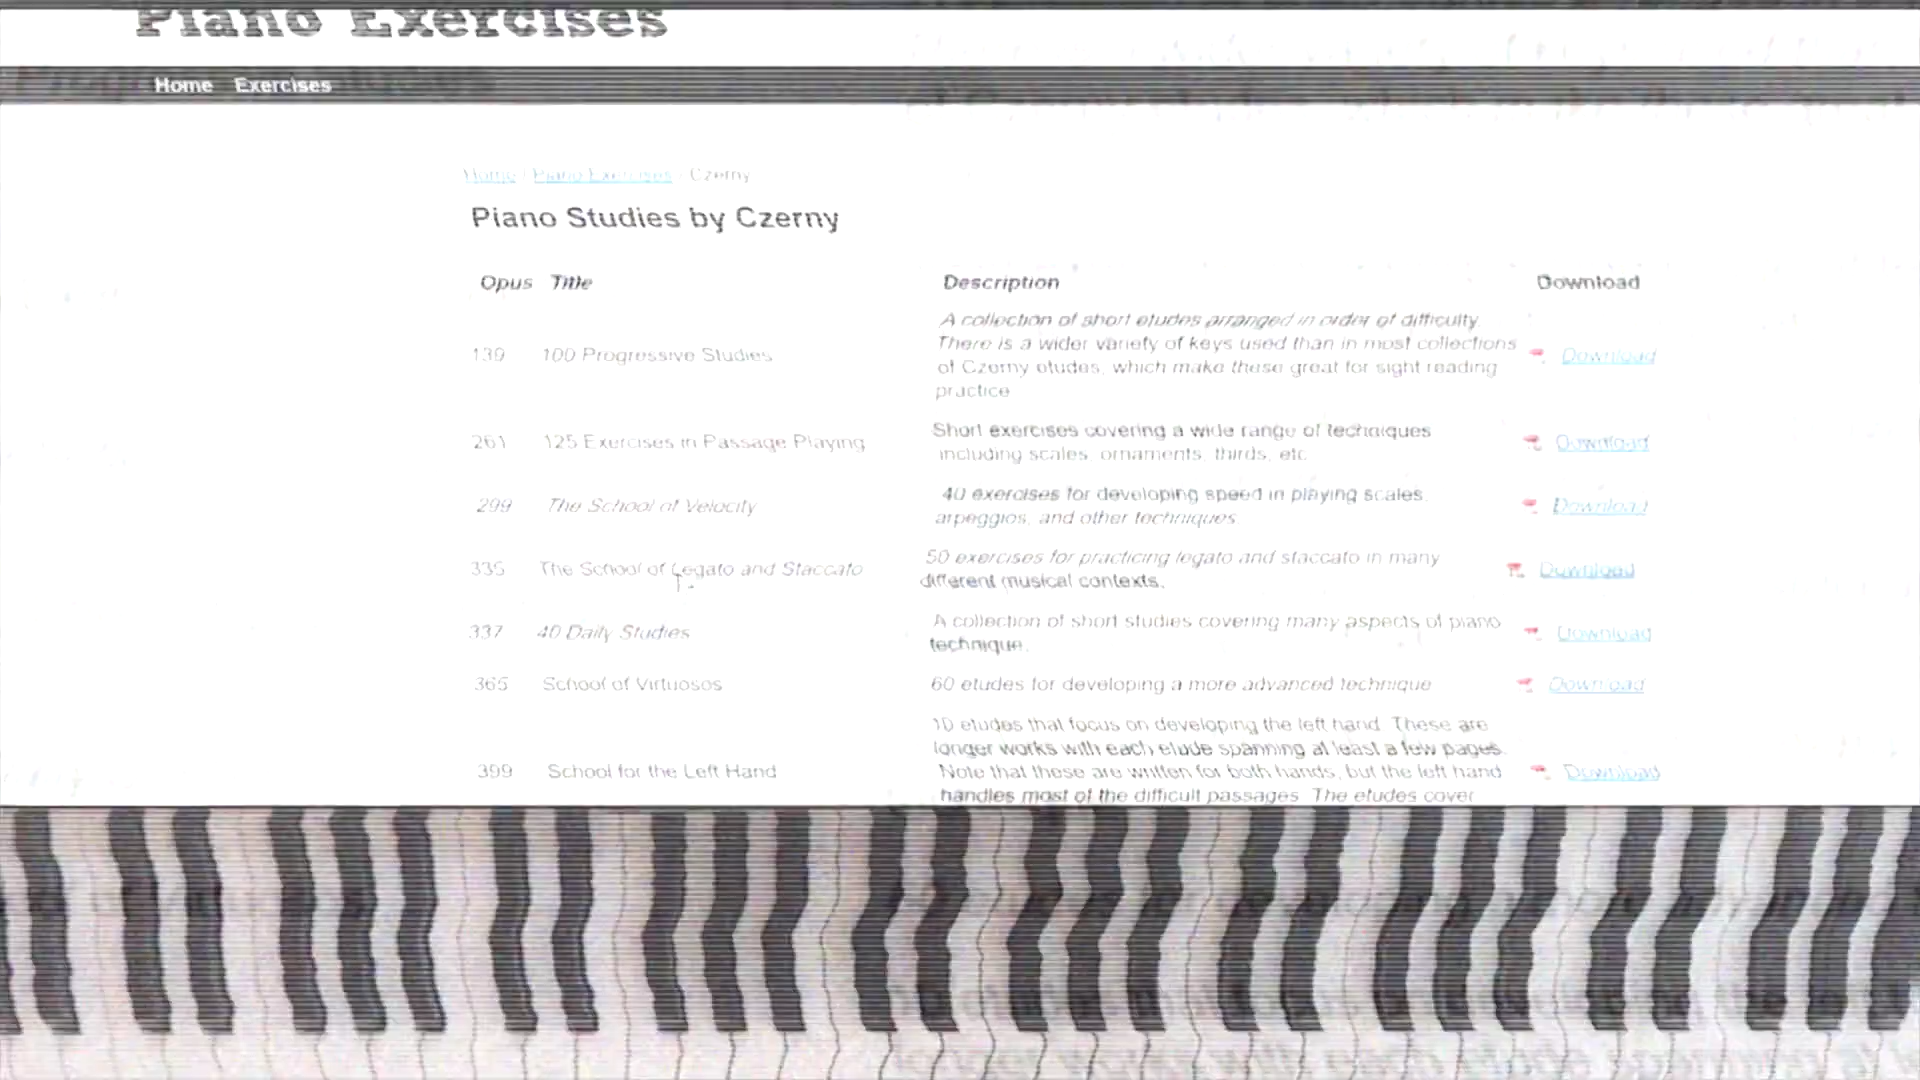 Piano Exercises
Home Exercises
Home / Piano Exercises / Czerny
Piano Studies by Czerny
Opus Title Description Download
139 100 Progressive Studies A collection of short etudes arranged in order of difficulty. Download
There is a wider variety of keys used than in most collections
of Czerny etudes, which make these great for sight reading
practice
261 125 Exercises in Passage Playing Short exercises covering a wide range of techniques Download
including scales, ornaments, thirds, etc.
299 The School of Velocity 40 exercises for developing speed in playing scales, Download
arpeggios, and other techniques
335 The School of Legato and Staccato 50 exercises for practicing legato and staccato in many Download
different musical contexts.
337 40 Daily Studies A collection of short studies covering many aspects of piano Download
technique.
365 School of Virtuosos 60 etudes for developing a more advanced technique Download
10 etudes that focus on developing the left hand. These are
longer works with each etude spanning at least a few pages.
399 School for the Left Hand Note that these are written for both hands, but the left hand Download
handles most of the difficult passages. The etudes cover